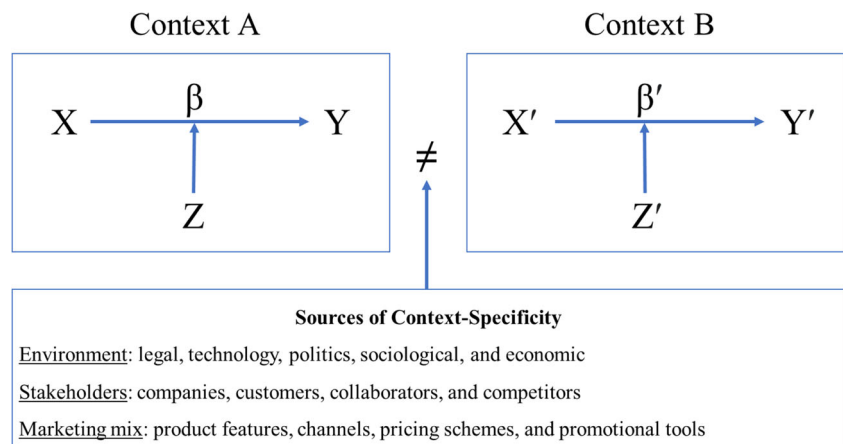 Context A
Context B
β
X
Y
Z
≠
β′
X′
Y′
Z′
Sources of Context-Specificity
Environment: legal, technology, politics, sociological, and economic
Stakeholders: companies, customers, collaborators, and competitors
Marketing mix: product features, channels, pricing schemes, and promotional tools